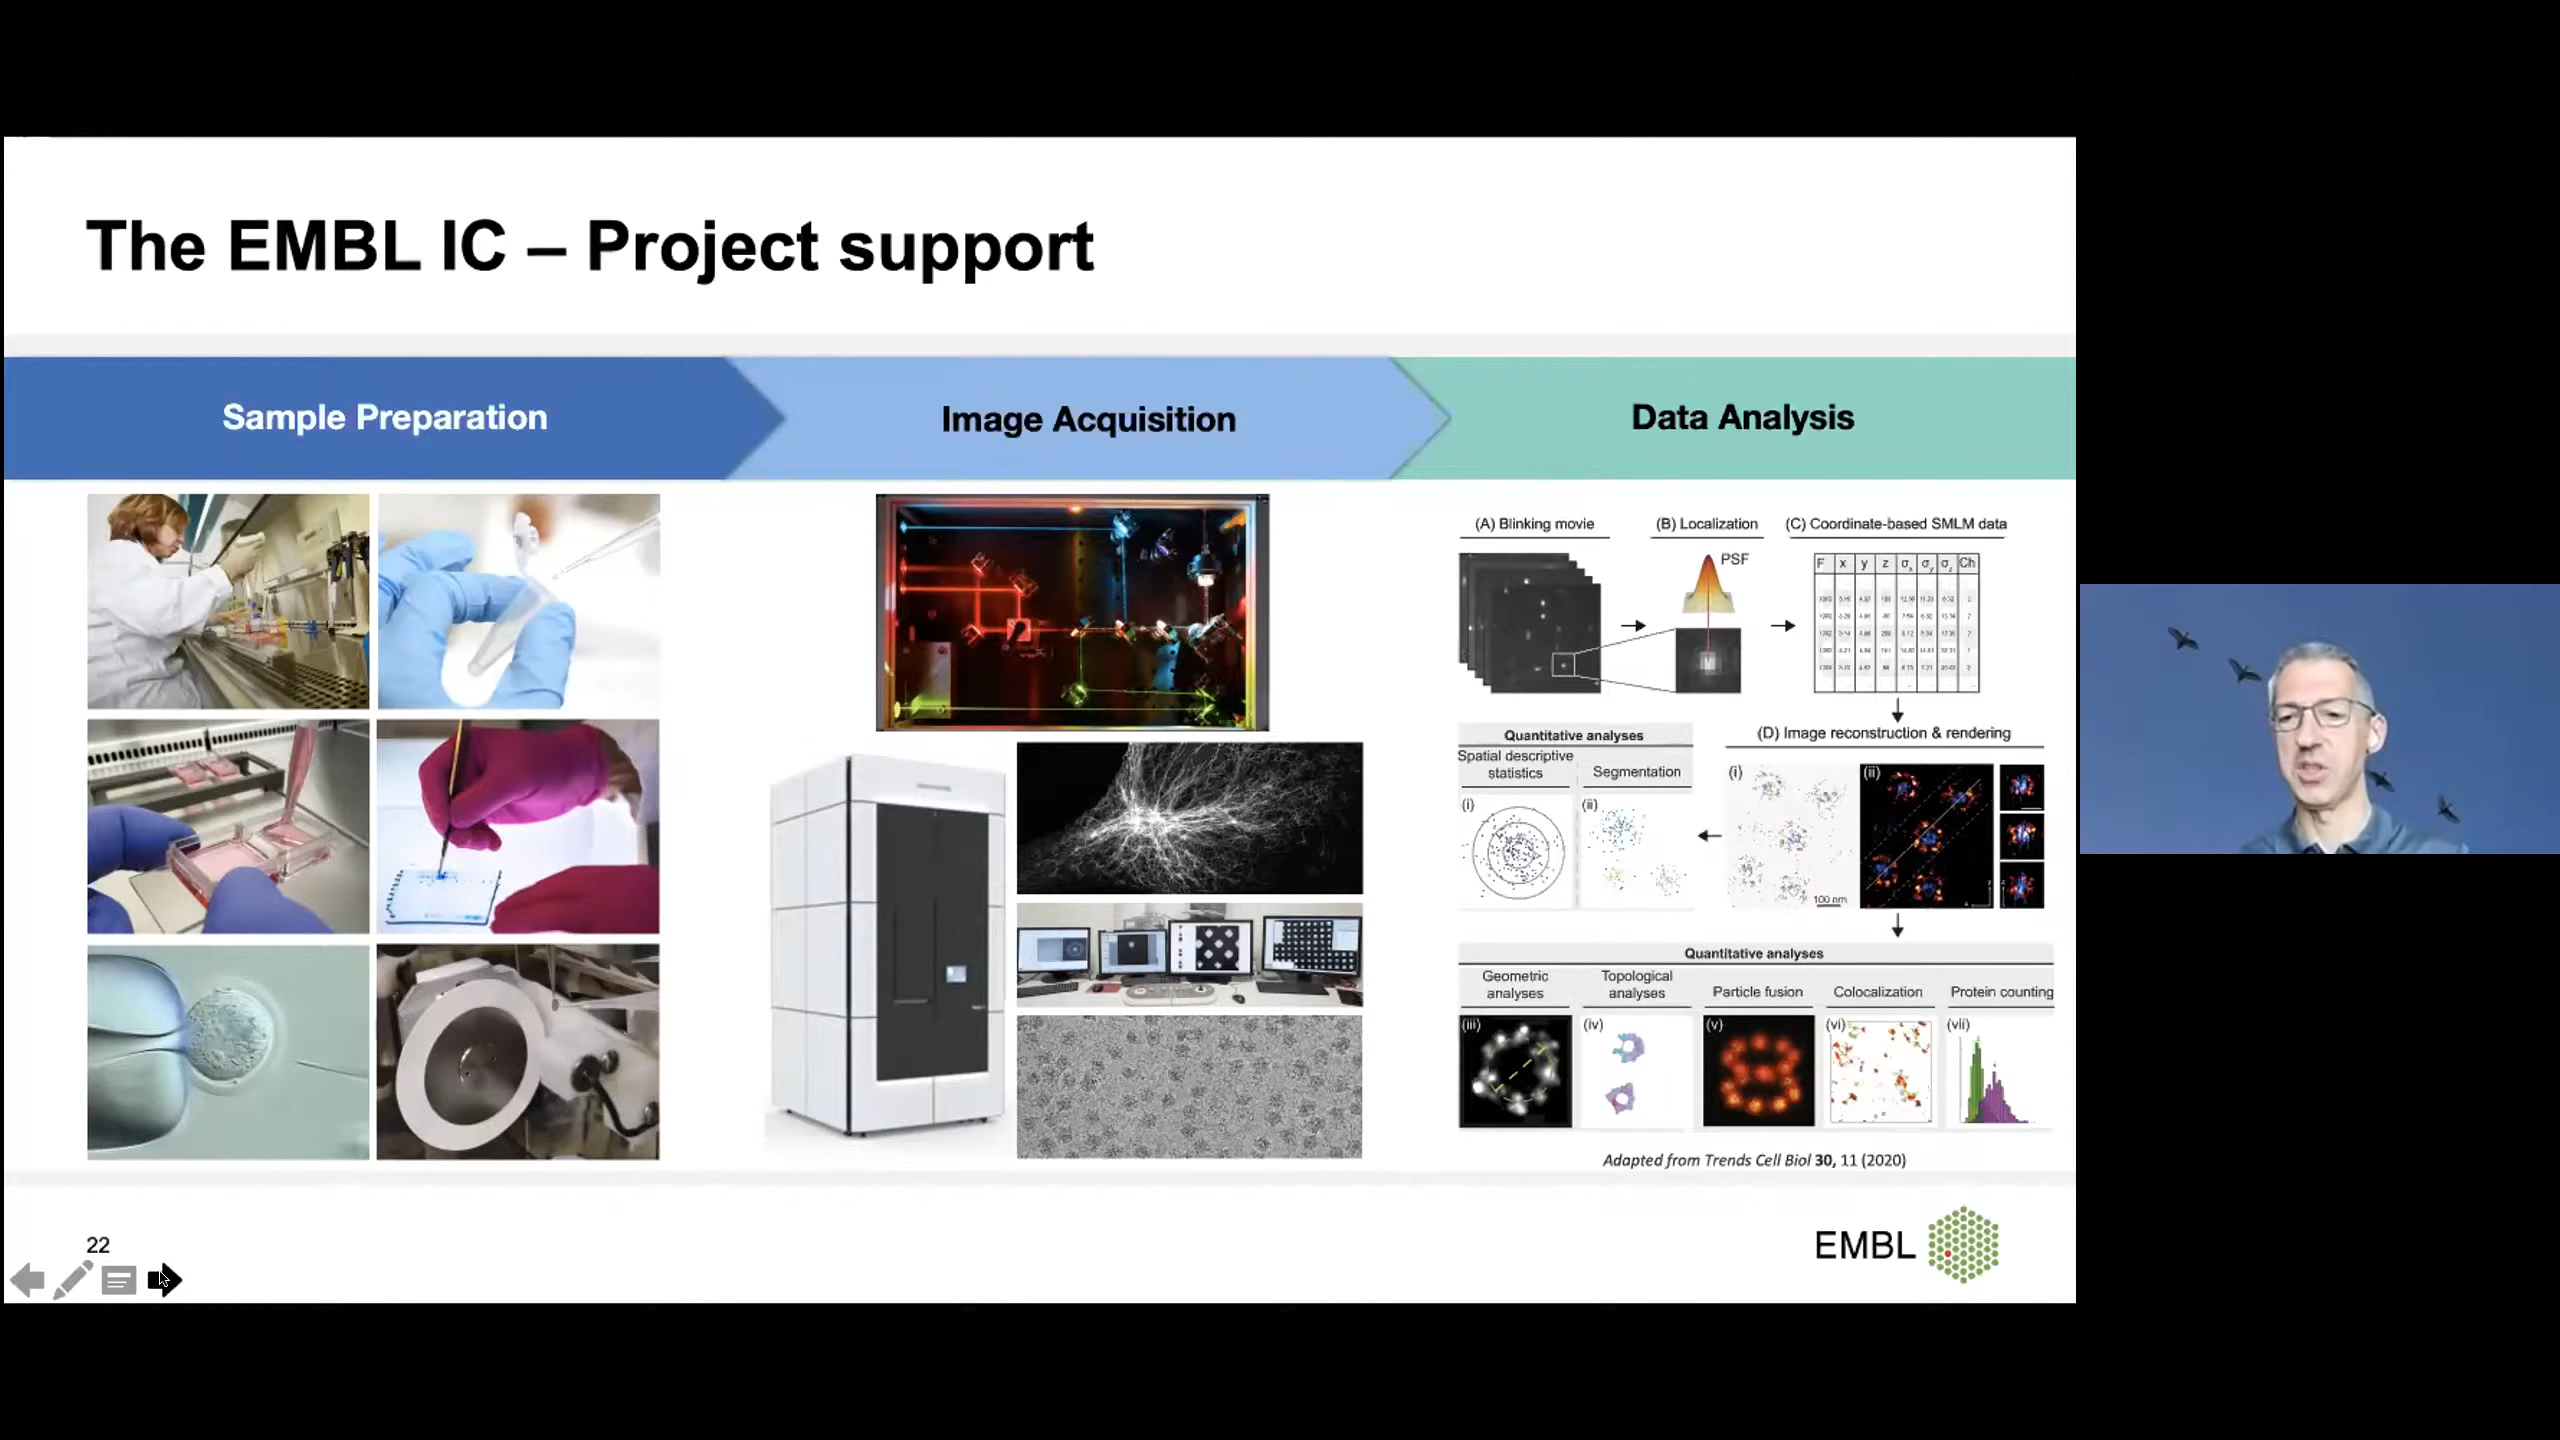 The EMBL IC – Project support
Sample Preparation
Image Acquisition
Data Analysis
(A) Blinking movie
(B) Localization
(C) Coordinate-based SMLM data
PSF
F x y z σx σy σz Ch
Quantitative analyses
Spatial descriptive
statistics
Segmentation
(i)
(ii)
(D) Image reconstruction & rendering
(i)
(ii)
100 nm
Quantitative analyses
Geometric
analyses
Topological
analyses
Particle fusion
Colocalization
Protein counting
(iii)
(iv)
(v)
(vi)
(vii)
Adapted from Trends Cell Biol 30, 11 (2020)
22
EMBL